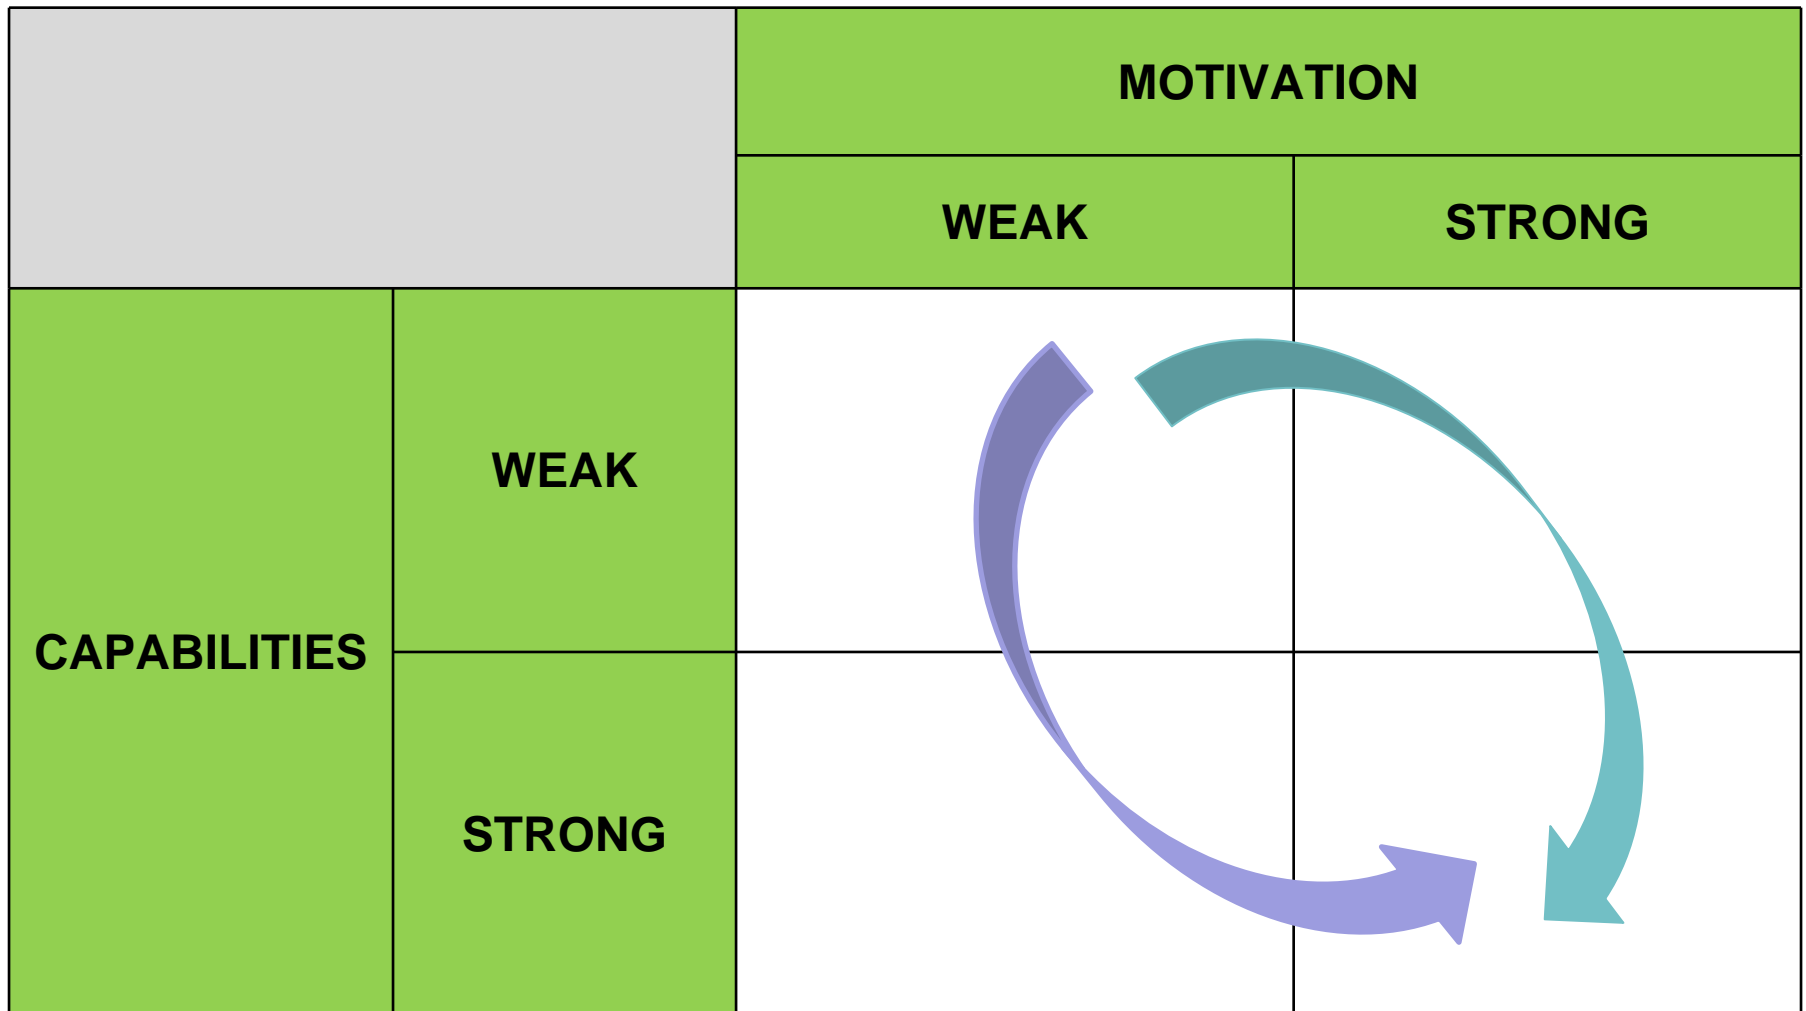 MOTIVATION
WEAK
STRONG
CAPABILITIES
WEAK
STRONG